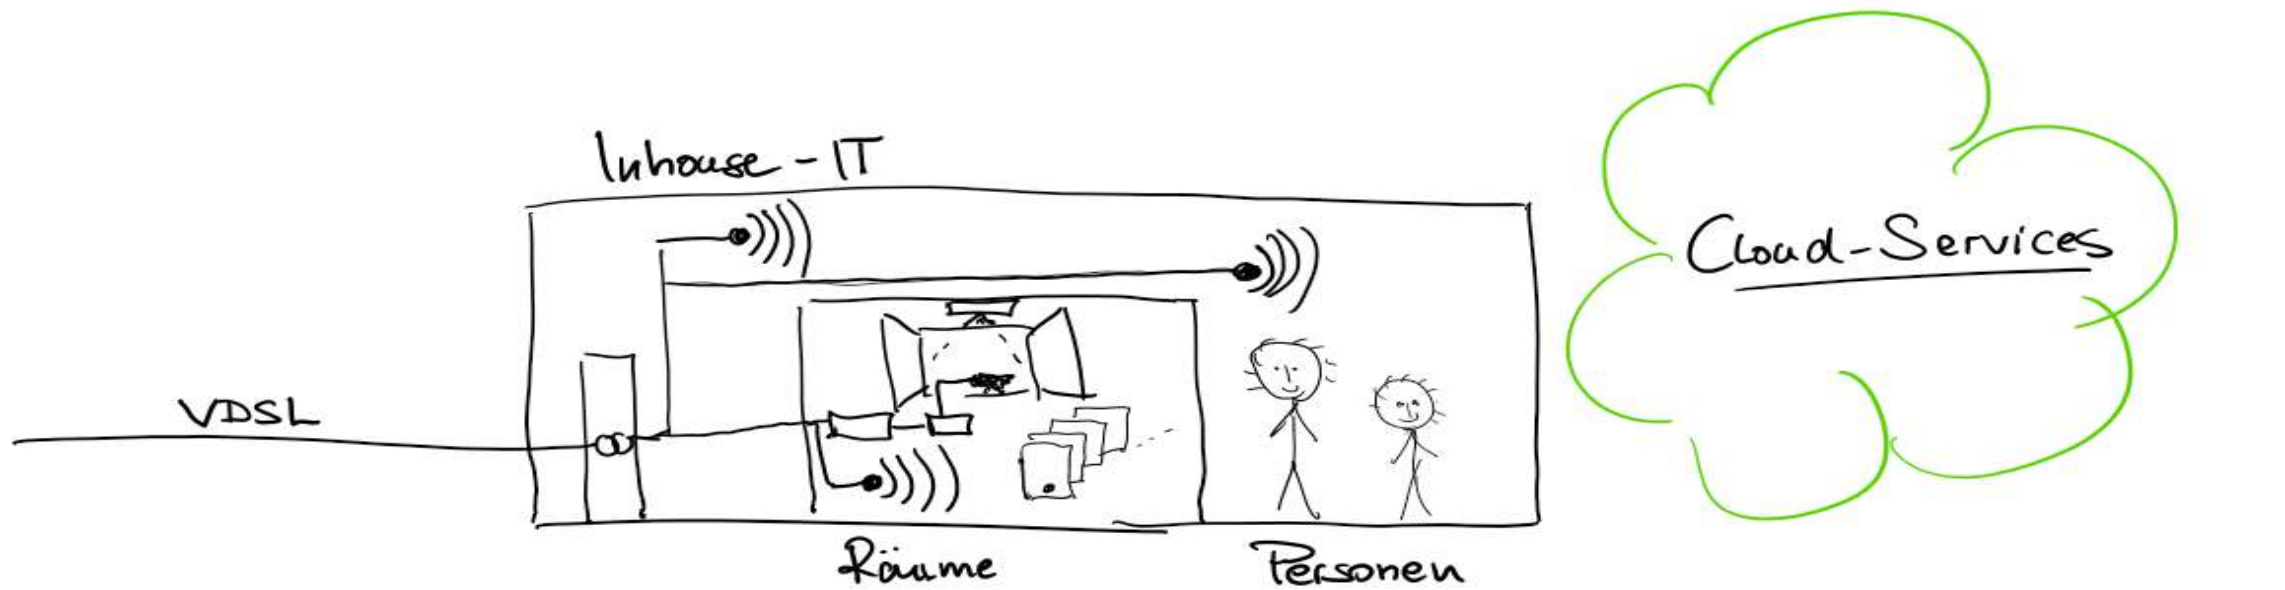 Inhouse-IT
Cloud-Services
VDSL
Räume
Personen